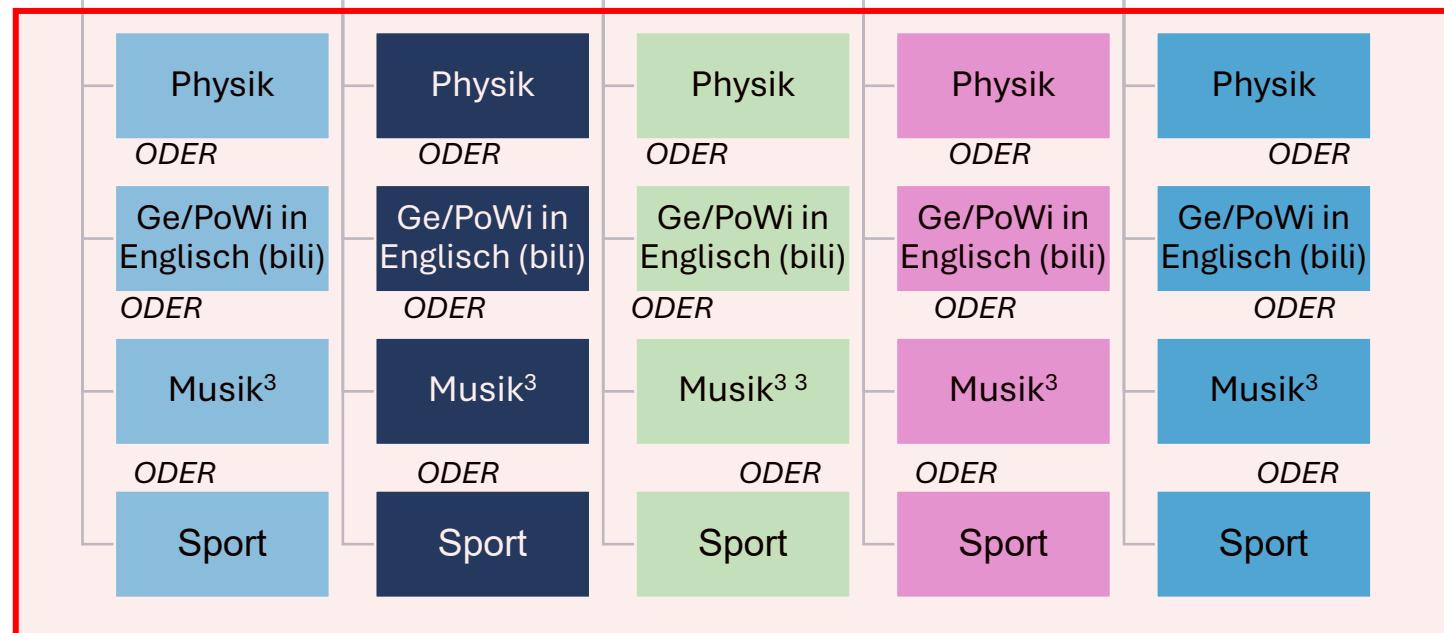 Physik Physik Physik Physik Physik
ODER ODER ODER ODER ODER
Ge/PoWi in Ge/PoWi in Ge/PoWi in Ge/PoWi in Ge/PoWi in
Englisch (bili) Englisch (bili) Englisch (bili) Englisch (bili) Englisch (bili)
ODER ODER ODER ODER ODER
Musik³ Musik³ Musik³ ³ Musik³ Musik³
ODER ODER ODER ODER ODER
Sport Sport Sport Sport Sport